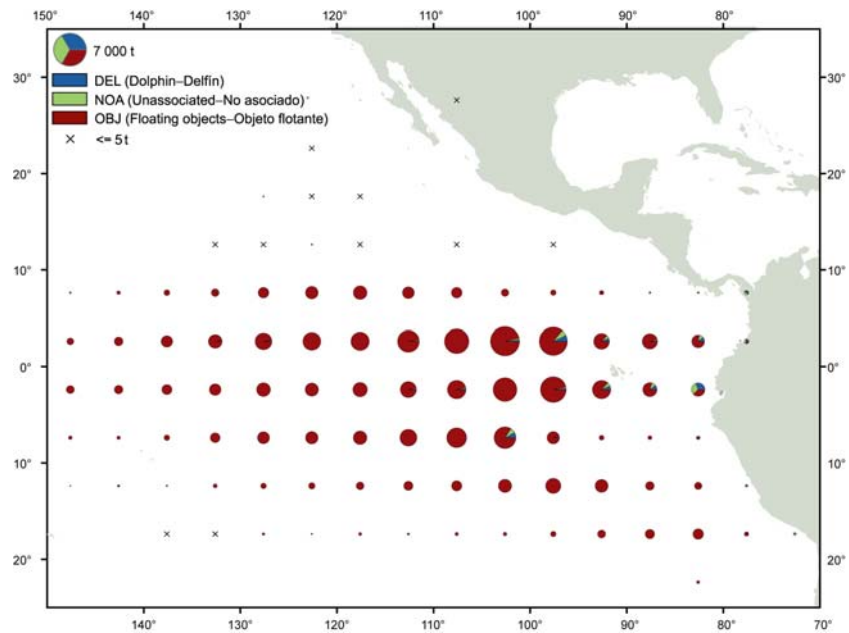 150° 140° 130° 120° 110° 100° 90° 80° 70°
7 000 t
DEL (Dolphin–Delfín)
NOA (Unassociated–No asociado)
OBJ (Floating objects–Objeto flotante)
<= 5 t
30° 30°
20° 20°
10° 10°
0° 0°
10° 10°
20° 20°
140° 130° 120° 110° 100° 90° 80° 70°